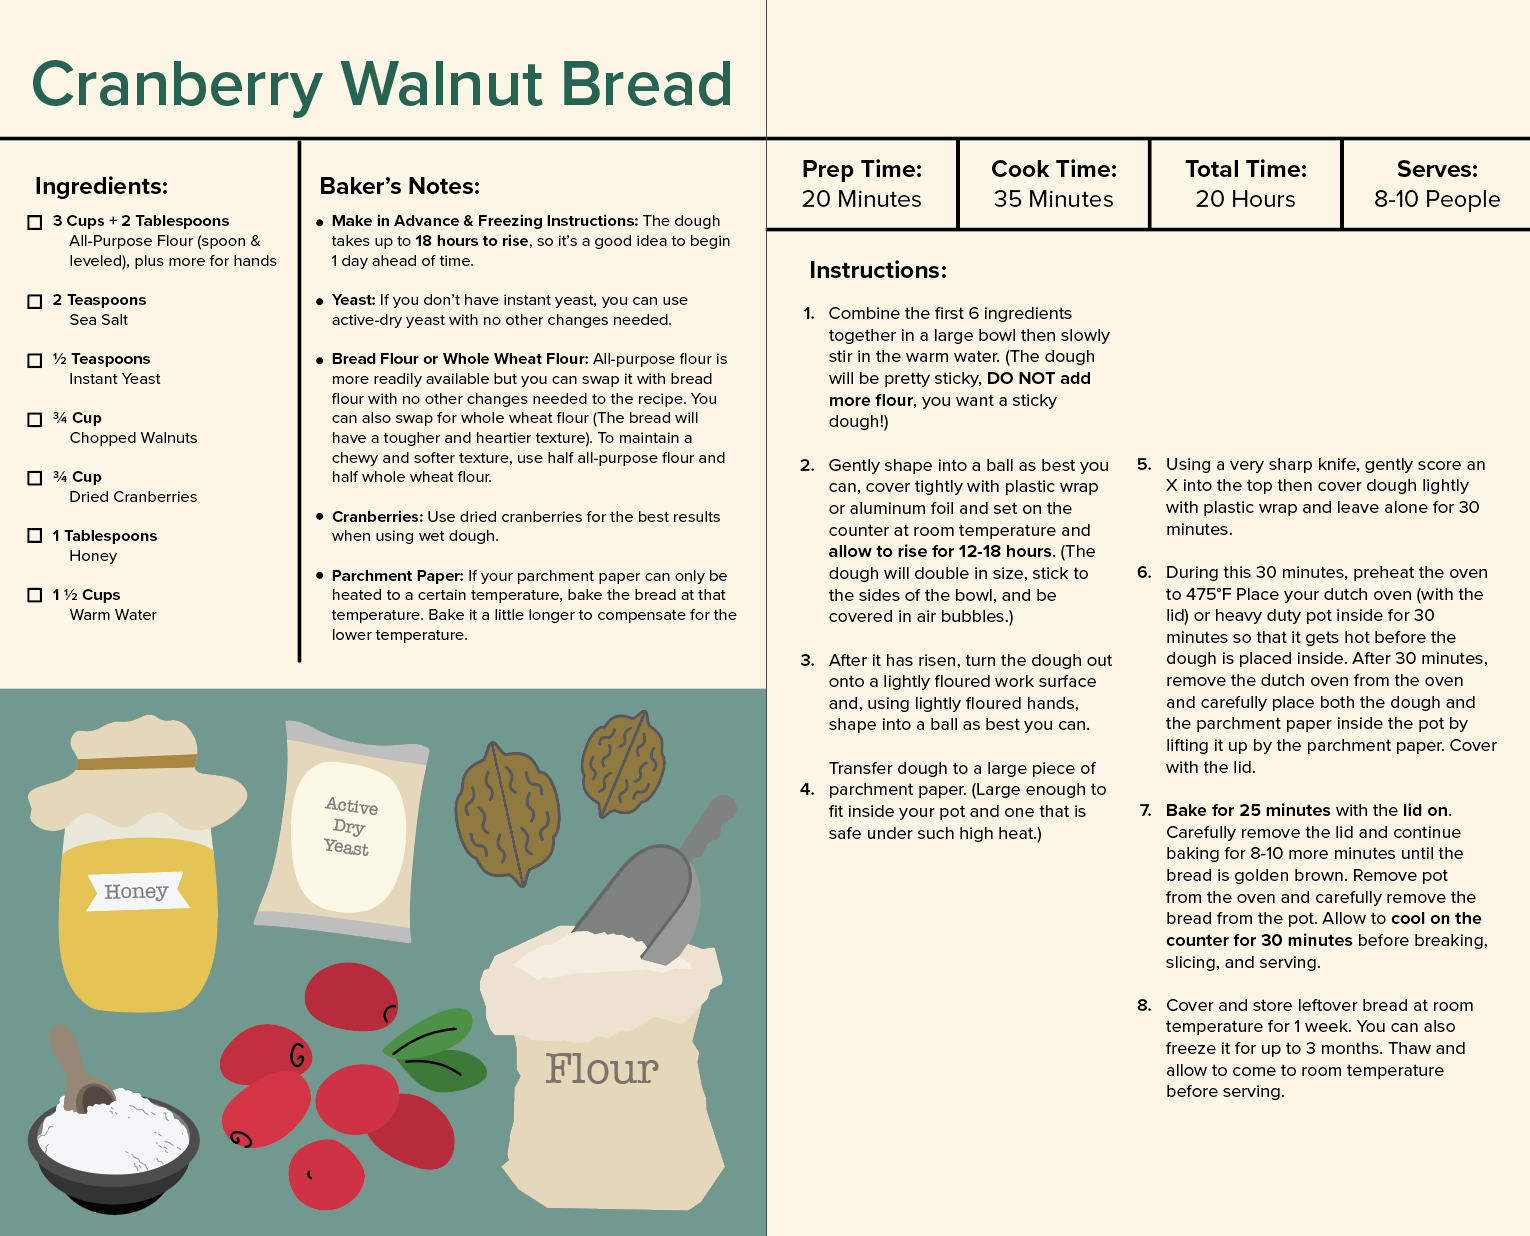 Cranberry Walnut Bread
Ingredients:
3 Cups + 2 Tablespoons
All-Purpose Flour (spoon &
leveled), plus more for hands
2 Teaspoons
Sea Salt
½ Teaspoons
Instant Yeast
¾ Cup
Chopped Walnuts
¾ Cup
Dried Cranberries
1 Tablespoons
Honey
1 ½ Cups
Warm Water
Baker’s Notes:
• Make in Advance & Freezing Instructions: The dough
takes up to 18 hours to rise, so it’s a good idea to begin
1 day ahead of time.
• Yeast: If you don’t have instant yeast, you can use
active-dry yeast with no other changes needed.
• Bread Flour or Whole Wheat Flour: All-purpose flour is
more readily available but you can swap it with bread
flour with no other changes needed to the recipe. You
can also swap for whole wheat flour (The bread will
have a tougher and heartier texture). To maintain a
chewy and softer texture, use half all-purpose flour and
half whole wheat flour.
• Cranberries: Use dried cranberries for the best results
when using wet dough.
• Parchment Paper: If your parchment paper can only be
heated to a certain temperature, bake the bread at that
temperature. Bake it a little longer to compensate for the
lower temperature.
Honey
Active
Dry
Yeast
Flour
Prep Time:
20 Minutes
Cook Time:
35 Minutes
Total Time:
20 Hours
Serves:
8-10 People
Instructions:
1. Combine the first 6 ingredients
together in a large bowl then slowly
stir in the warm water. (The dough
will be pretty sticky, DO NOT add
more flour, you want a sticky
dough!)
2. Gently shape into a ball as best you
can, cover tightly with plastic wrap
or aluminum foil and set on the
counter at room temperature and
allow to rise for 12-18 hours. (The
dough will double in size, stick to
the sides of the bowl, and be
covered in air bubbles.)
3. After it has risen, turn the dough out
onto a lightly floured work surface
and, using lightly floured hands,
shape into a ball as best you can.
Transfer dough to a large piece of
4. parchment paper. (Large enough to
fit inside your pot and one that is
safe under such high heat.)
5. Using a very sharp knife, gently score an
X into the top then cover dough lightly
with plastic wrap and leave alone for 30
minutes.
6. During this 30 minutes, preheat the oven
to 475°F Place your dutch oven (with the
lid) or heavy duty pot inside for 30
minutes so that it gets hot before the
dough is placed inside. After 30 minutes,
remove the dutch oven from the oven
and carefully place both the dough and
the parchment paper inside the pot by
lifting it up by the parchment paper. Cover
with the lid.
7. Bake for 25 minutes with the lid on.
Carefully remove the lid and continue
baking for 8-10 more minutes until the
bread is golden brown. Remove pot
from the oven and carefully remove the
bread from the pot. Allow to cool on the
counter for 30 minutes before breaking,
slicing, and serving.
8. Cover and store leftover bread at room
temperature for 1 week. You can also
freeze it for up to 3 months. Thaw and
allow to come to room temperature
before serving.